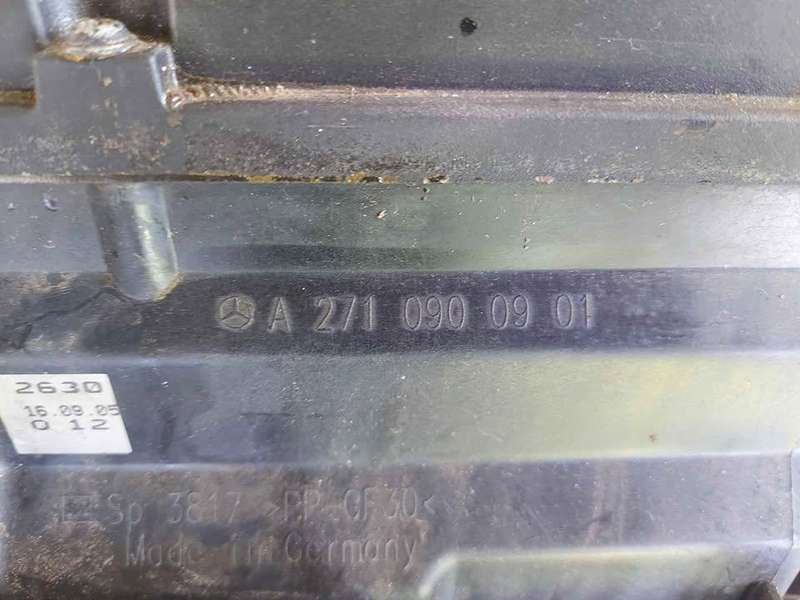 A 271 090 09 01
2630
16.09.05
Q 12
Sp 3817 >PP-GF30<
Made in Germany